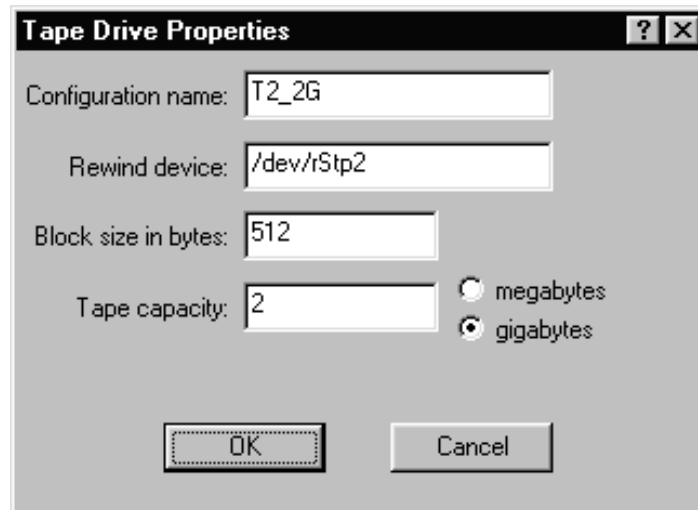 Tape Drive Properties ?
Configuration name: T2_2G
Rewind device: /dev/rStp2
Block size in bytes: 512
Tape capacity: 2 megabytes
gigabytes
OK Cancel